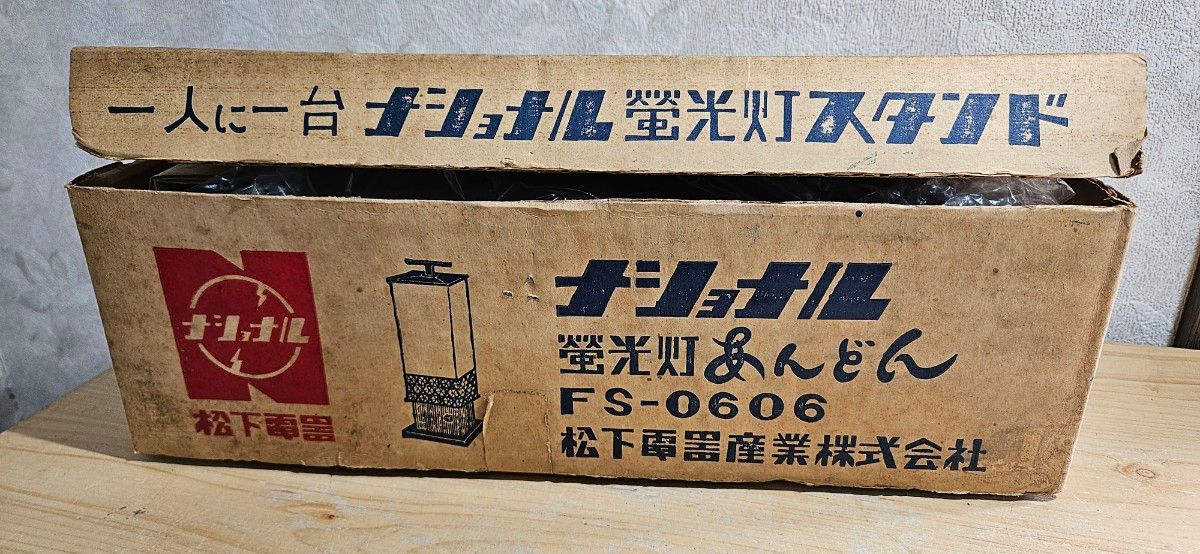 一人に一台 ナショナル 螢光灯スタンド
ナショナル
松下電器
ナショナル
螢光灯あんどん
FS-0606
松下電器産業株式会社